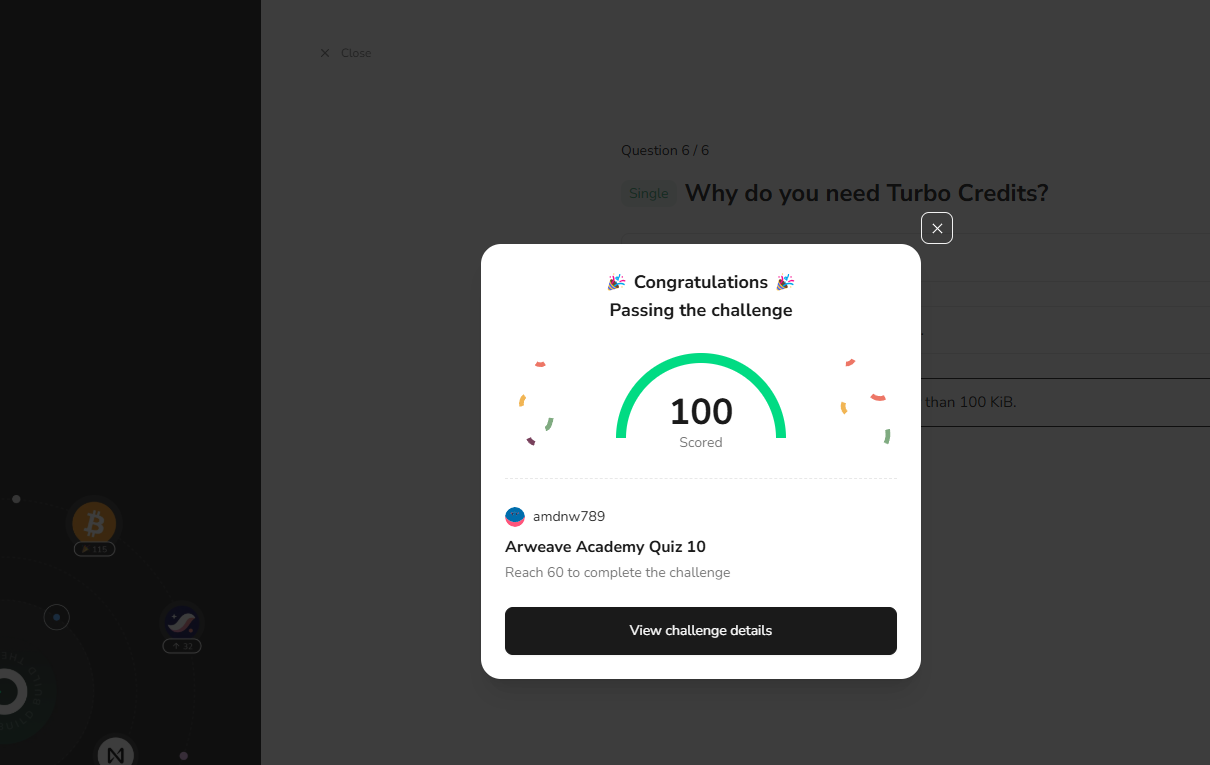 Close
Question 6 / 6
Single Why do you need Turbo Credits?
🎉 Congratulations 🎉
Passing the challenge
than 100 KiB.
100
Scored
amdnw789
Arweave Academy Quiz 10
Reach 60 to complete the challenge
View challenge details
115
32